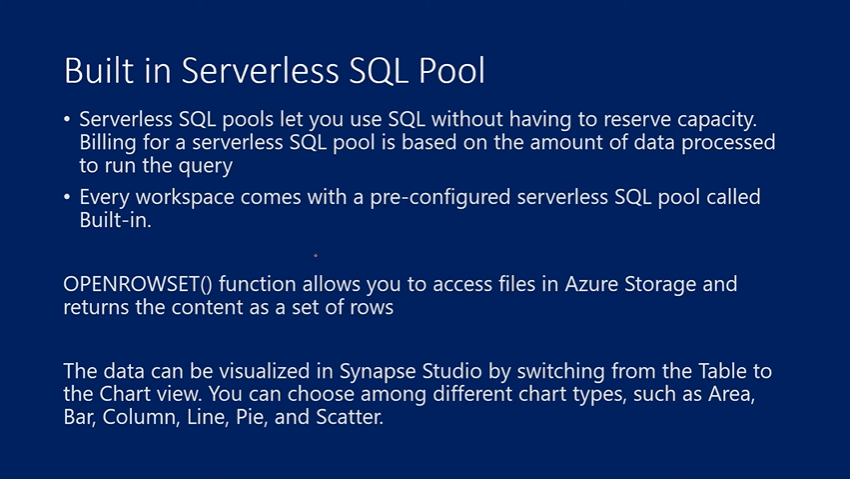 Built in Serverless SQL Pool
• Serverless SQL pools let you use SQL without having to reserve capacity.
Billing for a serverless SQL pool is based on the amount of data processed
to run the query
• Every workspace comes with a pre-configured serverless SQL pool called
Built-in.
OPENROWSET() function allows you to access files in Azure Storage and
returns the content as a set of rows
The data can be visualized in Synapse Studio by switching from the Table to
the Chart view. You can choose among different chart types, such as Area,
Bar, Column, Line, Pie, and Scatter.